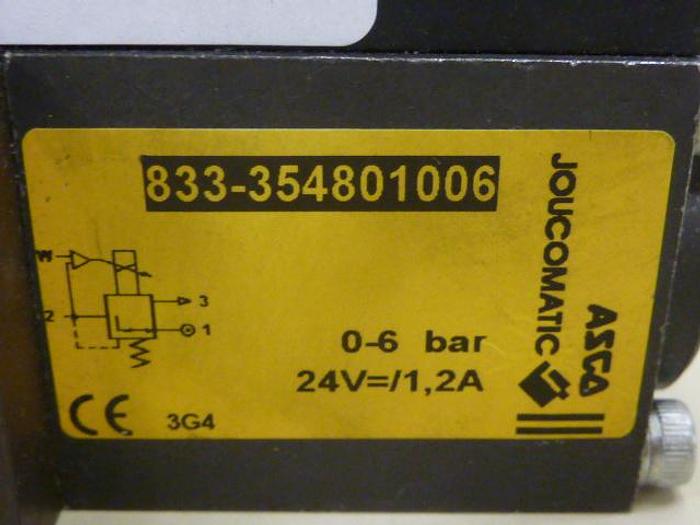 833-354801006
W
3
2
1
0-6 bar
24V=/1,2A
CE
3G4
JOUCOMATIC
ASCO